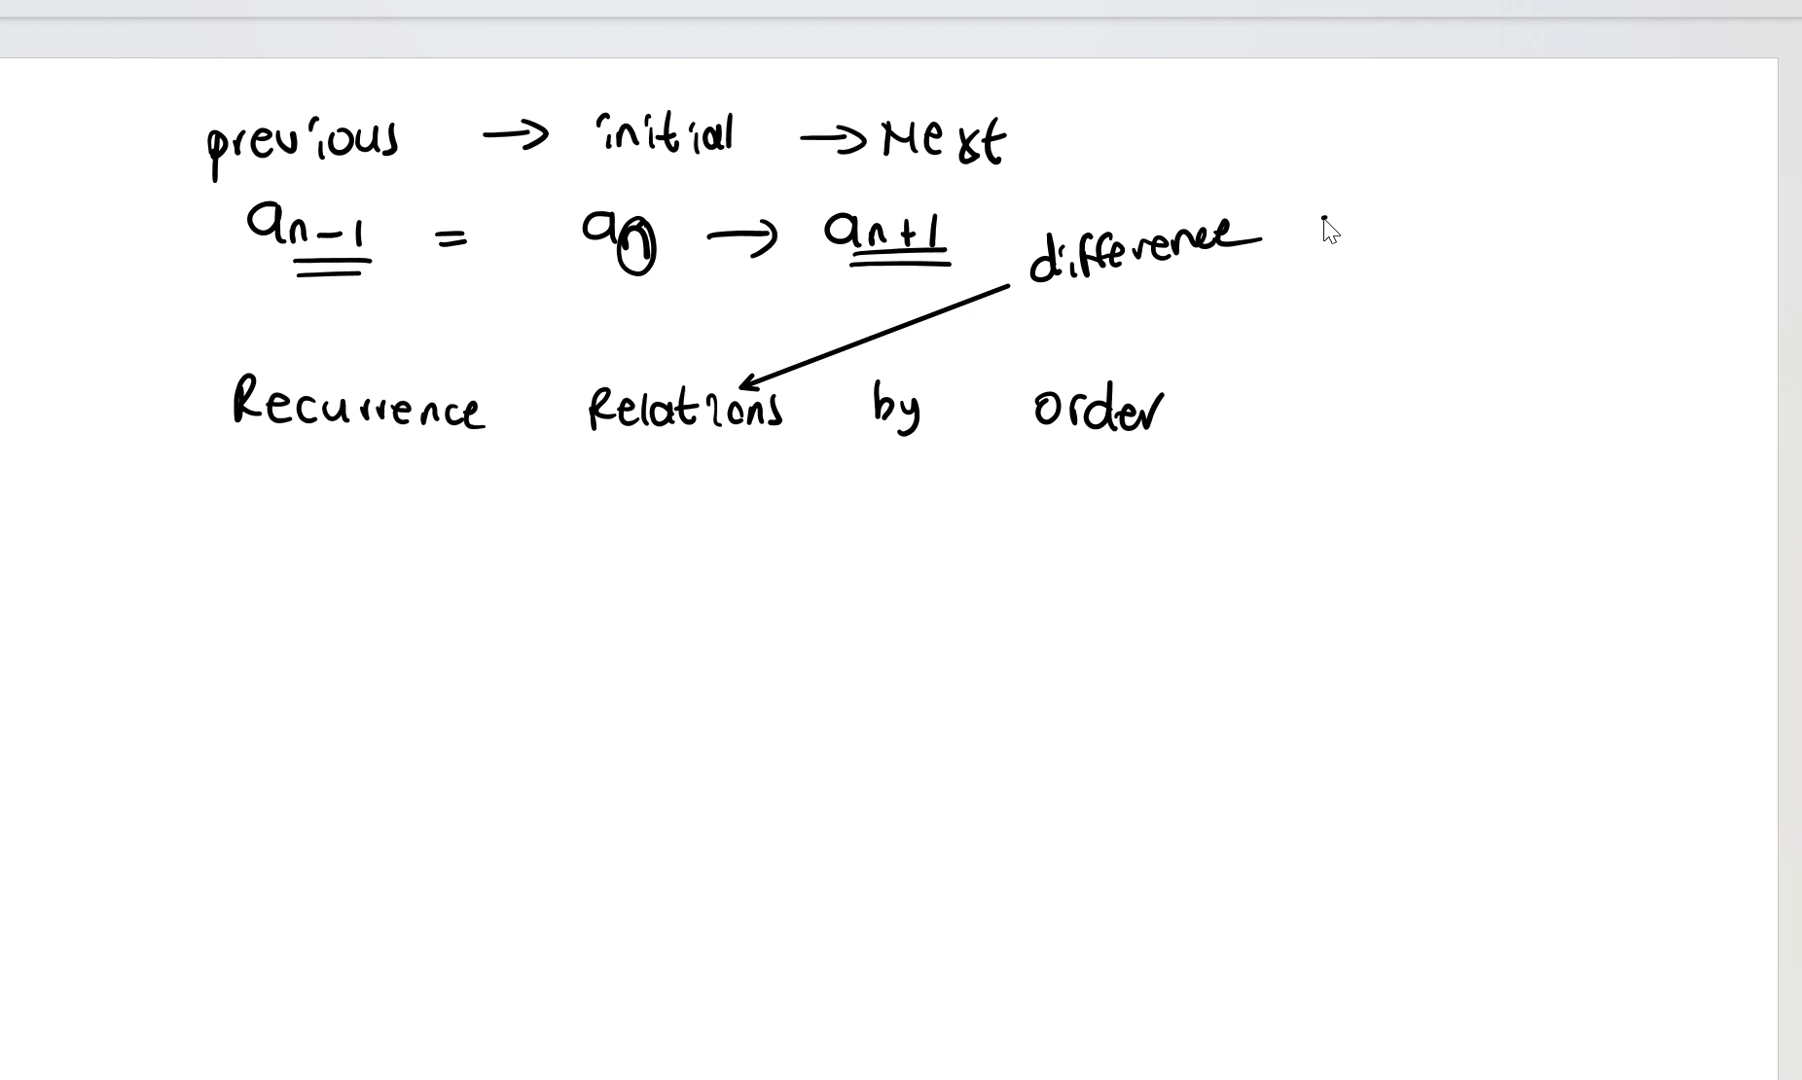 previous → initial → Next
an-1 = an → an+1
difference
Recurrence Relations by order